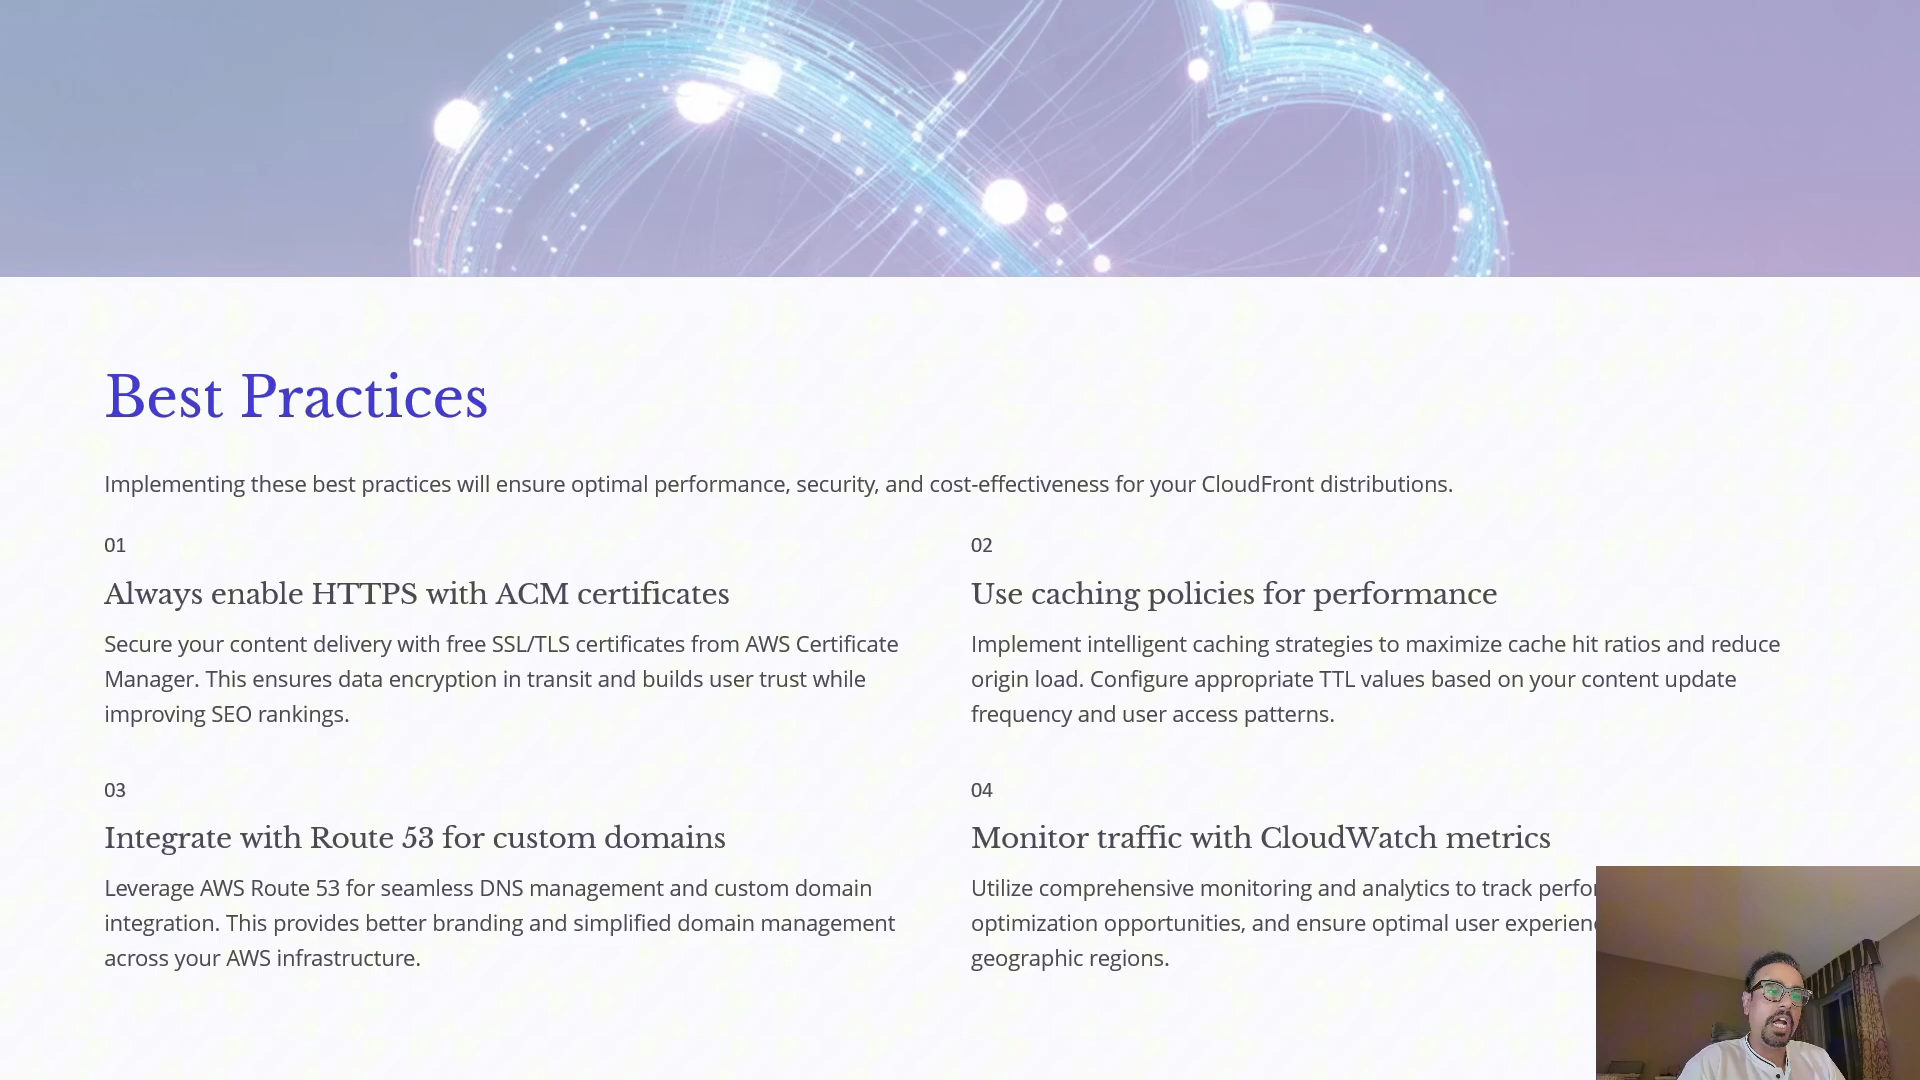 Best Practices
Implementing these best practices will ensure optimal performance, security, and cost-effectiveness for your CloudFront distributions.
01
Always enable HTTPS with ACM certificates
Secure your content delivery with free SSL/TLS certificates from AWS Certificate
Manager. This ensures data encryption in transit and builds user trust while
improving SEO rankings.
02
Use caching policies for performance
Implement intelligent caching strategies to maximize cache hit ratios and reduce
origin load. Configure appropriate TTL values based on your content update
frequency and user access patterns.
03
Integrate with Route 53 for custom domains
Leverage AWS Route 53 for seamless DNS management and custom domain
integration. This provides better branding and simplified domain management
across your AWS infrastructure.
04
Monitor traffic with CloudWatch metrics
Utilize comprehensive monitoring and analytics to track
optimization opportunities, and ensure optimal user
geographic regions.